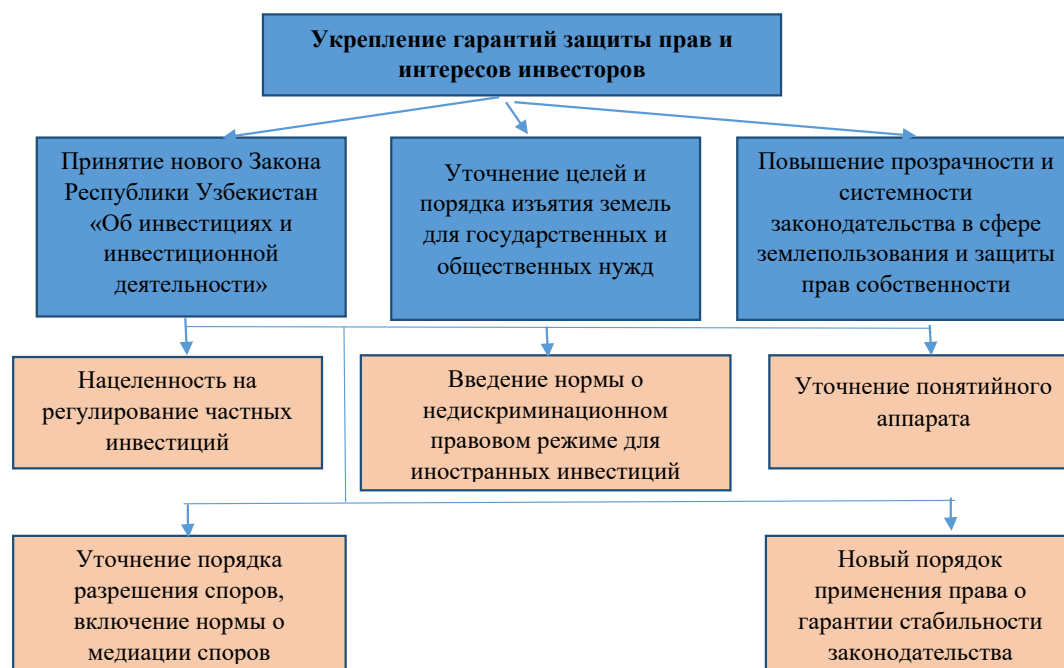 Укрепление гарантий защиты прав и
интересов инвесторов
Принятие нового Закона
Республики Узбекистан
«Об инвестициях и
инвестиционной
деятельности»
Уточнение целей и
порядка изъятия земель
для государственных и
общественных нужд
Повышение прозрачности и
системности
законодательства в сфере
землепользования и защиты
прав собственности
Нацеленность на
регулирование частных
инвестиций
Введение нормы о
недискриминационном
правовом режиме для
иностранных инвестиций
Уточнение понятийного
аппарата
Уточнение порядка
разрешения споров,
включение нормы о
медиации споров
Новый порядок
применения права о
гарантии стабильности
законодательства